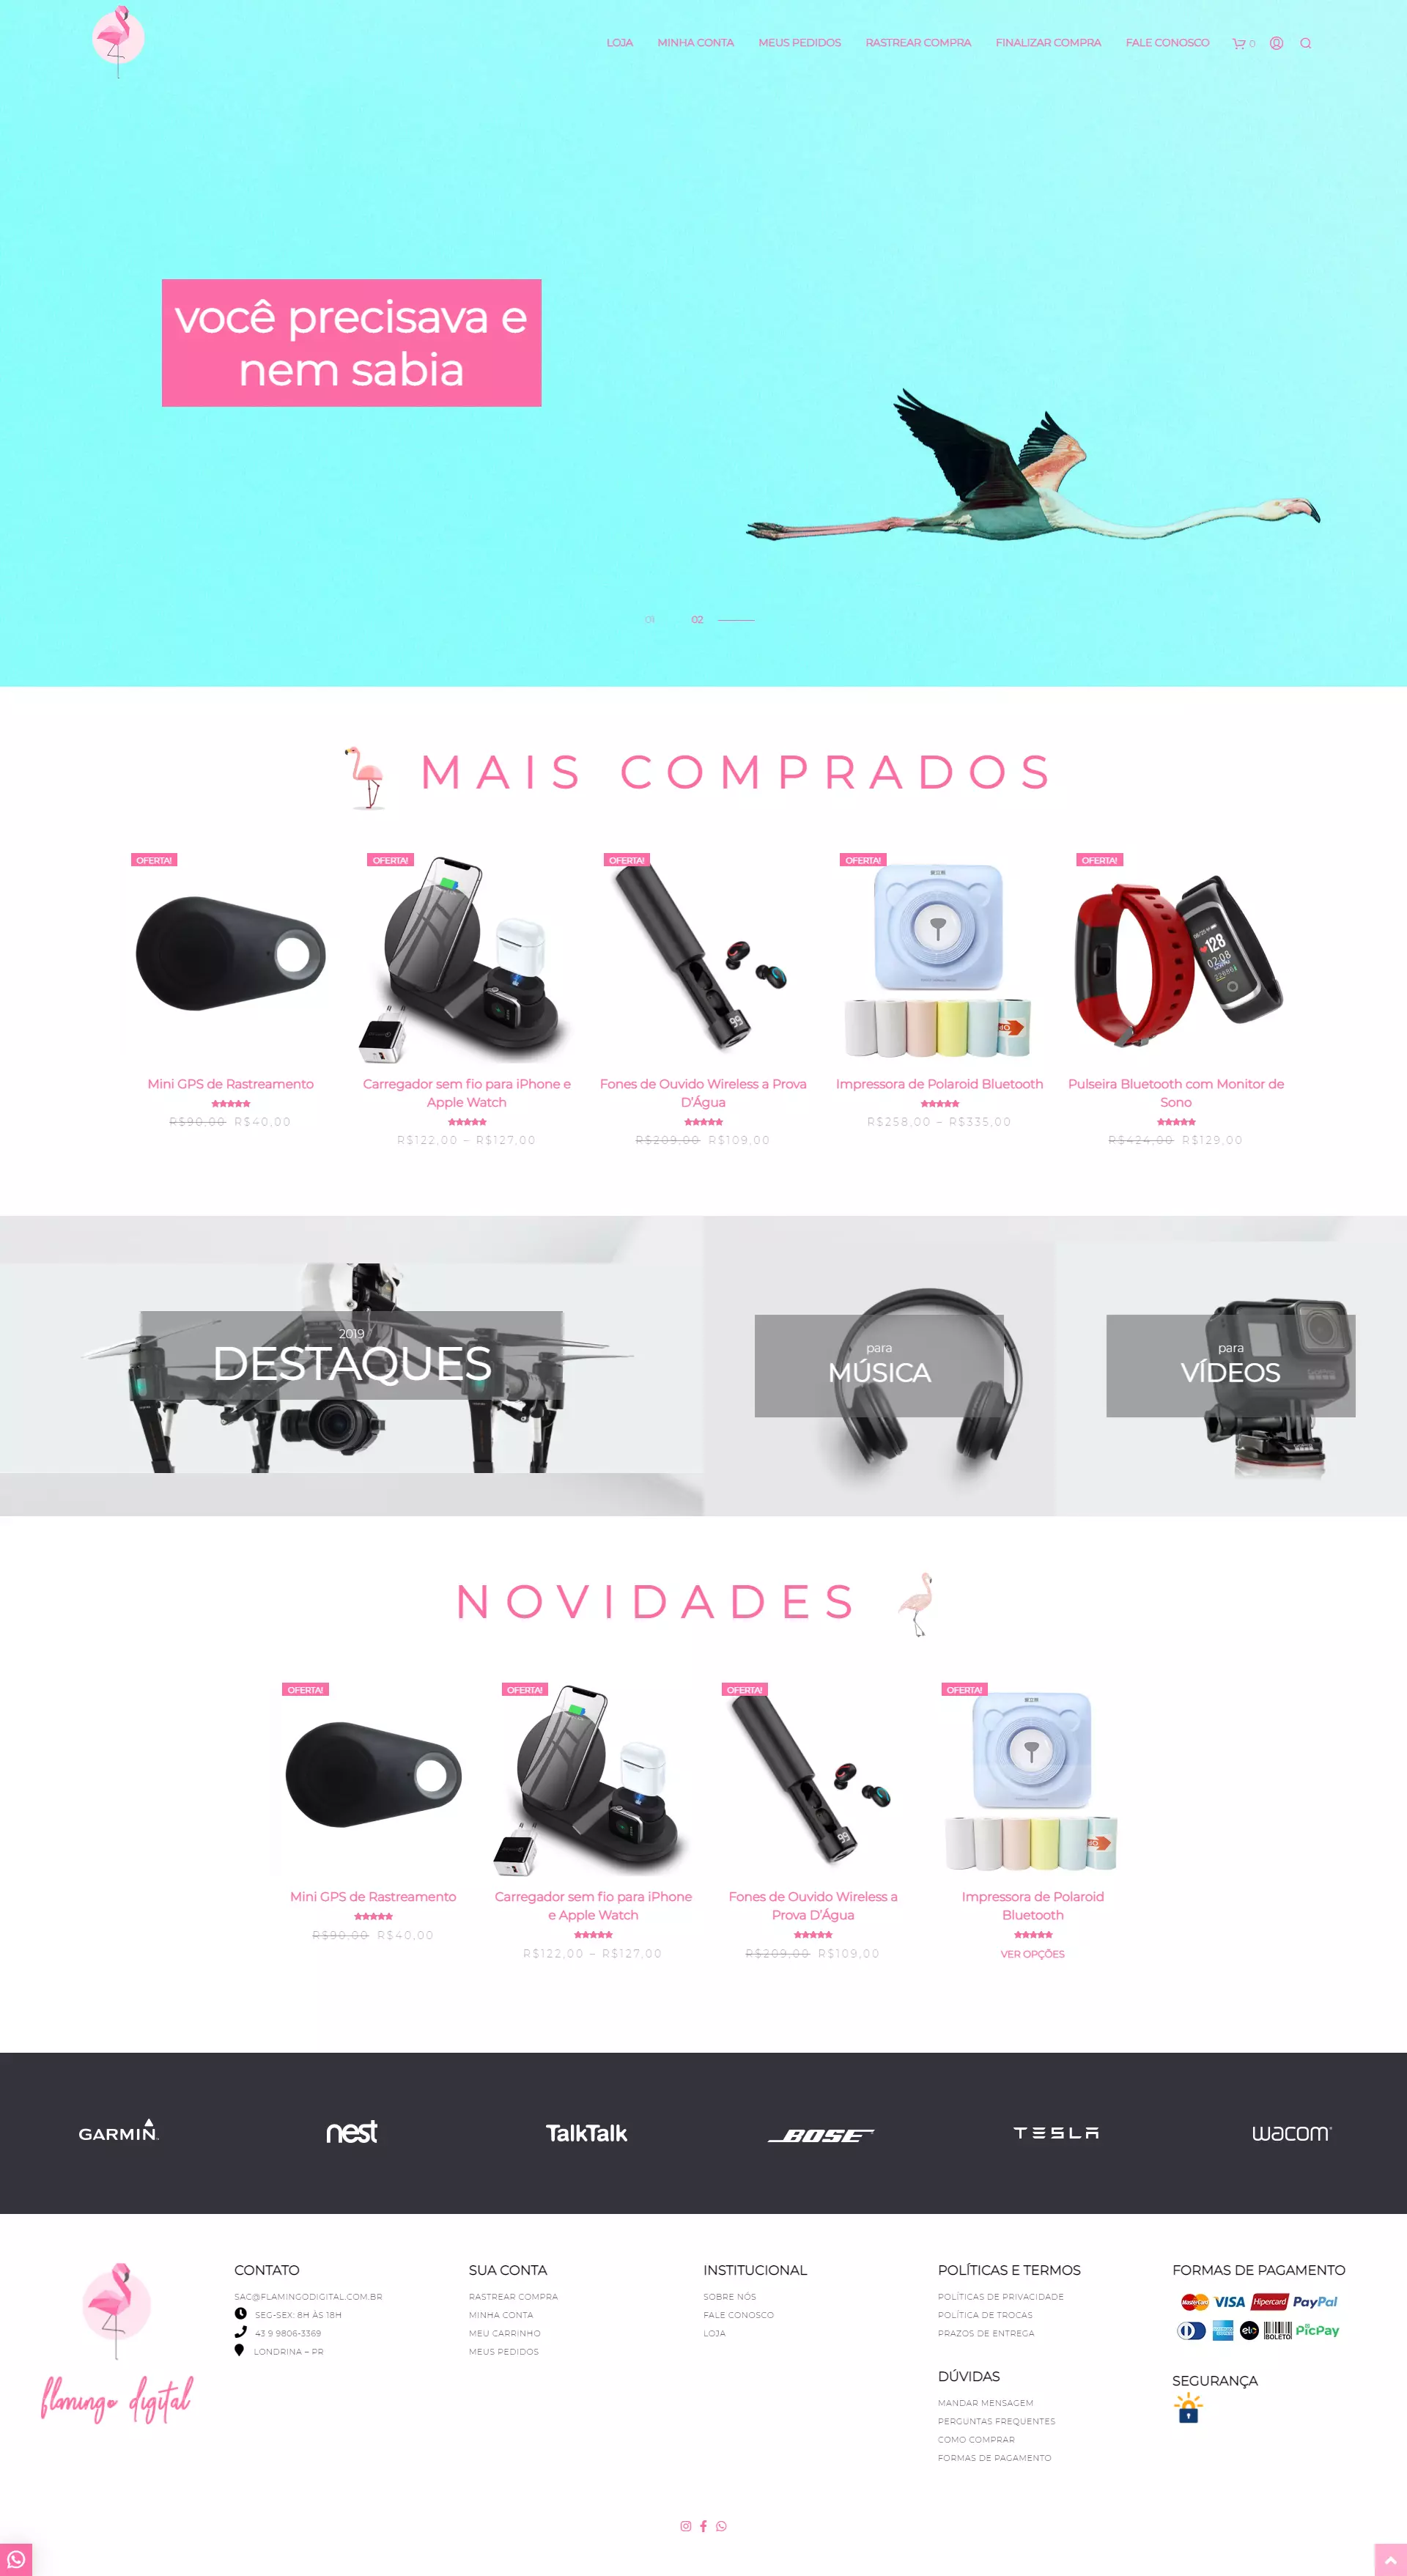 LOJA MINHA CONTA MEUS PEDIDOS RASTREAR COMPRA FINALIZAR COMPRA FALE CONOSCO 0
você precisava e
nem sabia
01 02
MAIS COMPRADOS
OFERTA! OFERTA! OFERTA! OFERTA! OFERTA!
Mini GPS de Rastreamento
R$90,00 R$40,00
Carregador sem fio para iPhone e
Apple Watch
R$122,00 – R$127,00
Fones de Ouvido Wireless a Prova
D'Água
R$209,00 R$109,00
Impressora de Polaroid Bluetooth
R$258,00 – R$335,00
Pulseira Bluetooth com Monitor de
Sono
R$424,00 R$129,00
2019
DESTAQUES
para
MÚSICA
para
VÍDEOS
NOVIDADES
OFERTA! OFERTA! OFERTA! OFERTA!
Mini GPS de Rastreamento
R$90,00 R$40,00
Carregador sem fio para iPhone
e Apple Watch
R$122,00 – R$127,00
Fones de Ouvido Wireless a
Prova D'Água
R$209,00 R$109,00
Impressora de Polaroid
Bluetooth
VER OPÇÕES
GARMIN nest TalkTalk BOSE TESLA wacom
flamingo digital
CONTATO
SAC@FLAMINGODIGITAL.COM.BR
SEG-SEX: 8H ÀS 18H
43 9 9806-3369
LONDRINA – PR
SUA CONTA
RASTREAR COMPRA
MINHA CONTA
MEU CARRINHO
MEUS PEDIDOS
INSTITUCIONAL
SOBRE NÓS
FALE CONOSCO
LOJA
POLÍTICAS E TERMOS
POLÍTICAS DE PRIVACIDADE
POLÍTICA DE TROCAS
PRAZOS DE ENTREGA
DÚVIDAS
MANDAR MENSAGEM
PERGUNTAS FREQUENTES
COMO COMPRAR
FORMAS DE PAGAMENTO
FORMAS DE PAGAMENTO
MasterCard VISA Hipercard PayPal
elo BOLETO PicPay
SEGURANÇA